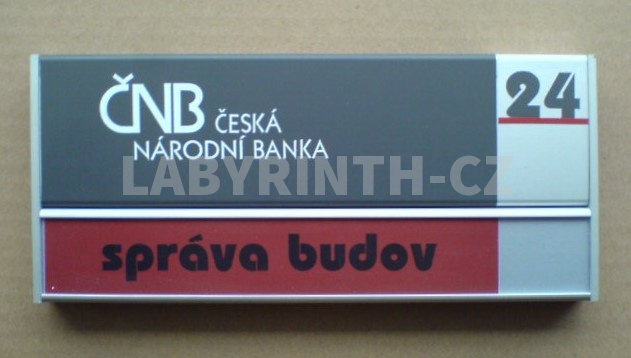 ČNB ČESKÁ
NÁRODNÍ BANKA
24
LABYRINTH-CZ
správa budov